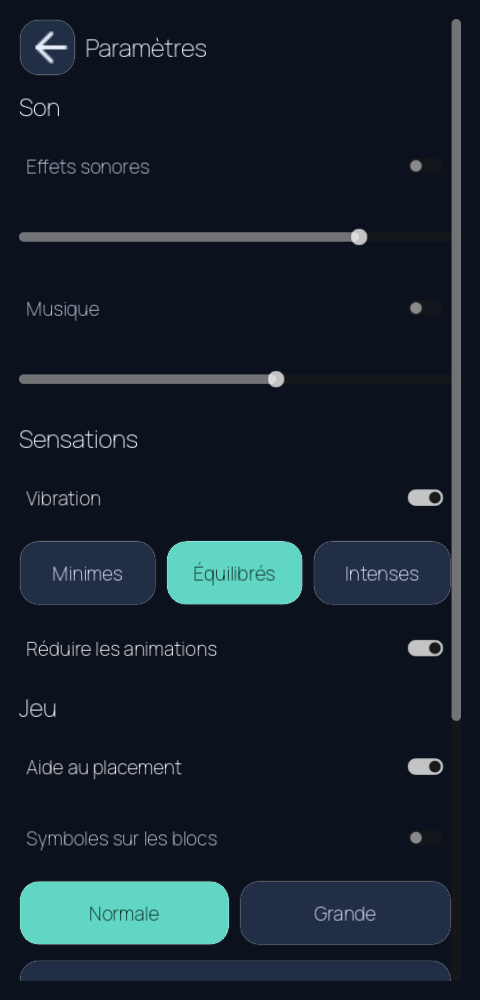 Paramètres
Son
Effets sonores
Musique
Sensations
Vibration
Minimes
Équilibrés
Intenses
Réduire les animations
Jeu
Aide au placement
Symboles sur les blocs
Normale
Grande